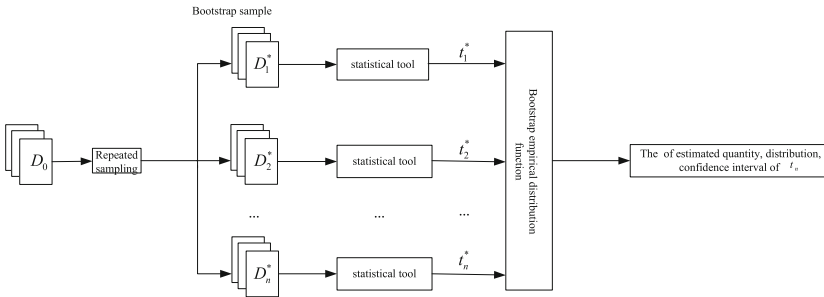 Bootstrap sample
D₁*
statistical tool
t₁*
D₀
Repeated
sampling
D₂*
statistical tool
t₂*
Bootstrap empirical distribution
function
The of estimated quantity, distribution,
confidence interval of tₙ
...
...
...
Dₙ*
statistical tool
tₙ*